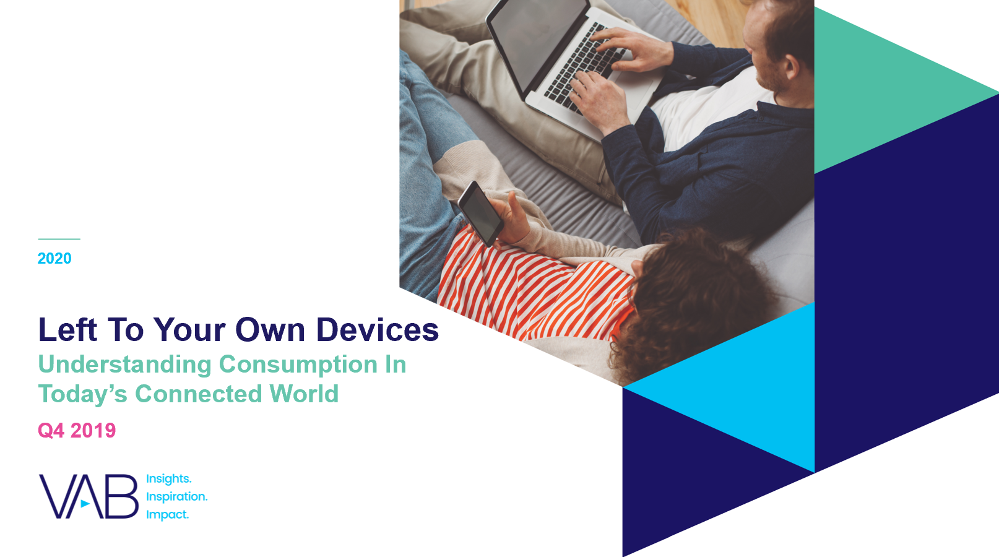 2020
Left To Your Own Devices
Understanding Consumption In
Today’s Connected World
Q4 2019
VAB
Insights.
Inspiration.
Impact.